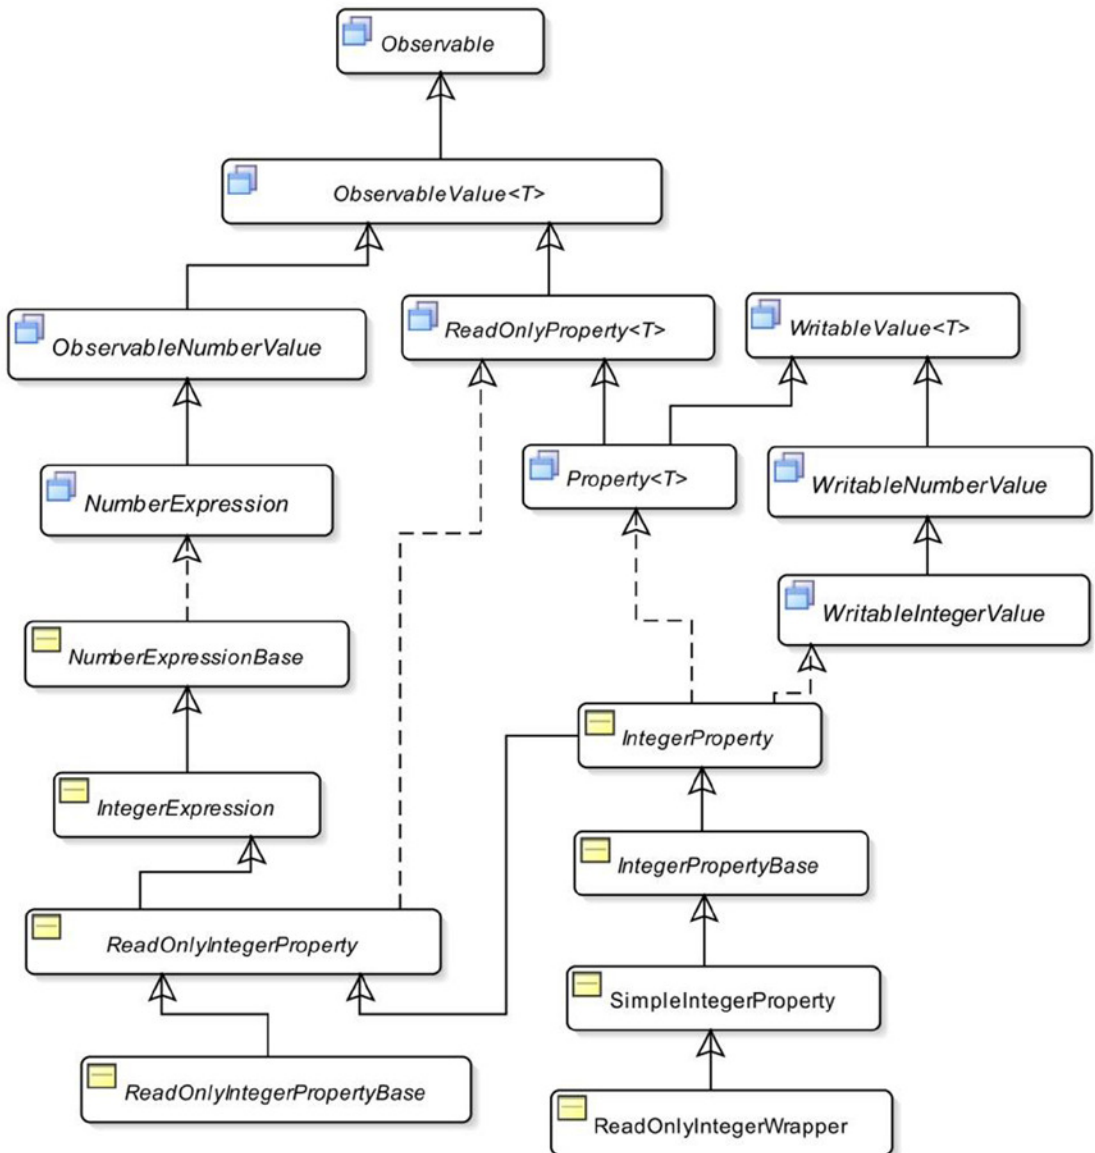 Observable
ObservableValue<T>
ObservableNumberValue
ReadOnlyProperty<T>
WritableValue<T>
NumberExpression
Property<T>
WritableNumberValue
NumberExpressionBase
WritableIntegerValue
IntegerProperty
IntegerExpression
IntegerPropertyBase
ReadOnlyIntegerProperty
SimpleIntegerProperty
ReadOnlyIntegerPropertyBase
ReadOnlyIntegerWrapper